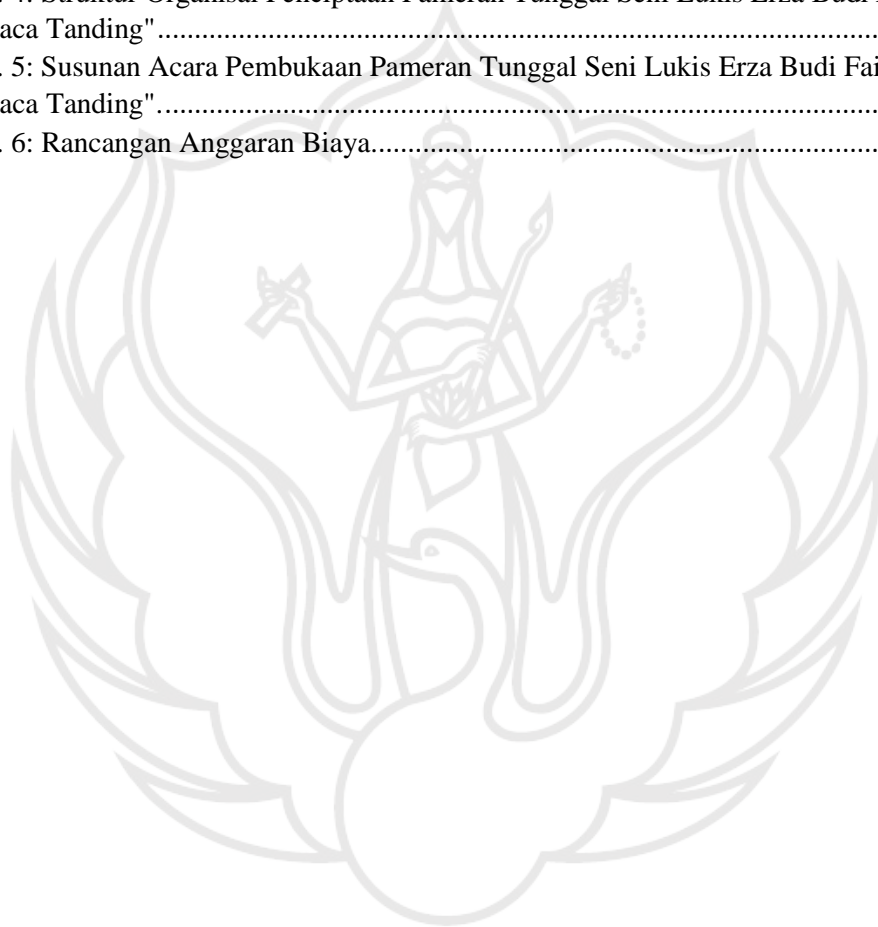 . 4: Struktur Organisai Penciptaan Pameran Tunggal Seni Lukis Erza Budi
aca Tanding"................................................................................................
. 5: Susunan Acara Pembukaan Pameran Tunggal Seni Lukis Erza Budi Fai
aca Tanding"................................................................................................
. 6: Rancangan Anggaran Biaya...................................................................